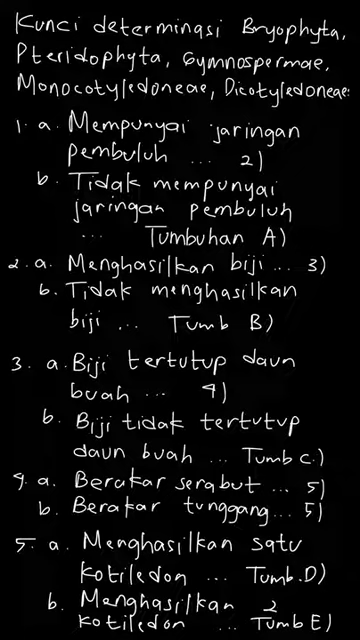 Kunci determinasi Bryophyta,
Pteridophyta, Gymnospermae,
Monocotyledoneae, Dicotyledoneae:
1. a. Mempunyai jaringan
pembuluh ... 2)
b. Tidak mempunyai
jaringan pembuluh
... Tumbuhan A)
2. a. Menghasilkan biji ... 3)
b. Tidak menghasilkan
biji ... Tumb B)
3. a. Biji tertutup daun
buah ... 4)
b. Biji tidak tertutup
daun buah ... Tumb C.)
4. a. Berakar serabut ... 5)
b. Berakar tunggang ... 5)
5. a. Menghasilkan satu
kotiledon ... Tumb.D)
b. Menghasilkan 2
kotiledon ... Tumb E)